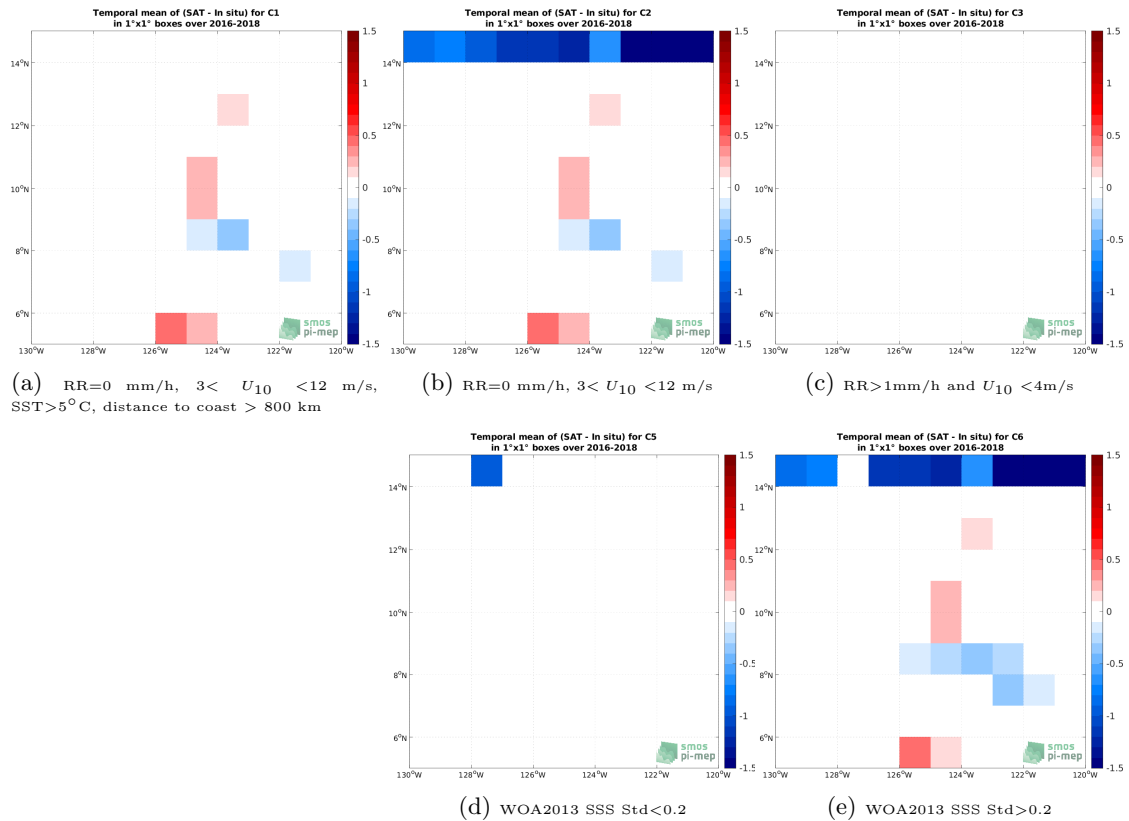 Temporal mean of (SAT - In situ) for C1
in 1°x1° boxes over 2016-2018
14°N
12°N
10°N
8°N
6°N
130°W 128°W 126°W 124°W 122°W 120°W
1.5
1
0.5
0
-0.5
-1
-1.5
smos
pi-mep
(a) RR=0 mm/h, 3< U10 <12 m/s,
SST>5°C, distance to coast > 800 km
Temporal mean of (SAT - In situ) for C2
in 1°x1° boxes over 2016-2018
14°N
12°N
10°N
8°N
6°N
130°W 128°W 126°W 124°W 122°W 120°W
1.5
1
0.5
0
-0.5
-1
-1.5
smos
pi-mep
(b) RR=0 mm/h, 3< U10 <12 m/s
Temporal mean of (SAT - In situ) for C3
in 1°x1° boxes over 2016-2018
14°N
12°N
10°N
8°N
6°N
130°W 128°W 126°W 124°W 122°W 120°W
1.5
1
0.5
0
-0.5
-1
-1.5
smos
pi-mep
(c) RR>1mm/h and U10 <4m/s
Temporal mean of (SAT - In situ) for C5
in 1°x1° boxes over 2016-2018
14°N
12°N
10°N
8°N
6°N
130°W 128°W 126°W 124°W 122°W 120°W
1.5
1
0.5
0
-0.5
-1
-1.5
smos
pi-mep
(d) WOA2013 SSS Std<0.2
Temporal mean of (SAT - In situ) for C6
in 1°x1° boxes over 2016-2018
14°N
12°N
10°N
8°N
6°N
130°W 128°W 126°W 124°W 122°W 120°W
1.5
1
0.5
0
-0.5
-1
-1.5
smos
pi-mep
(e) WOA2013 SSS Std>0.2